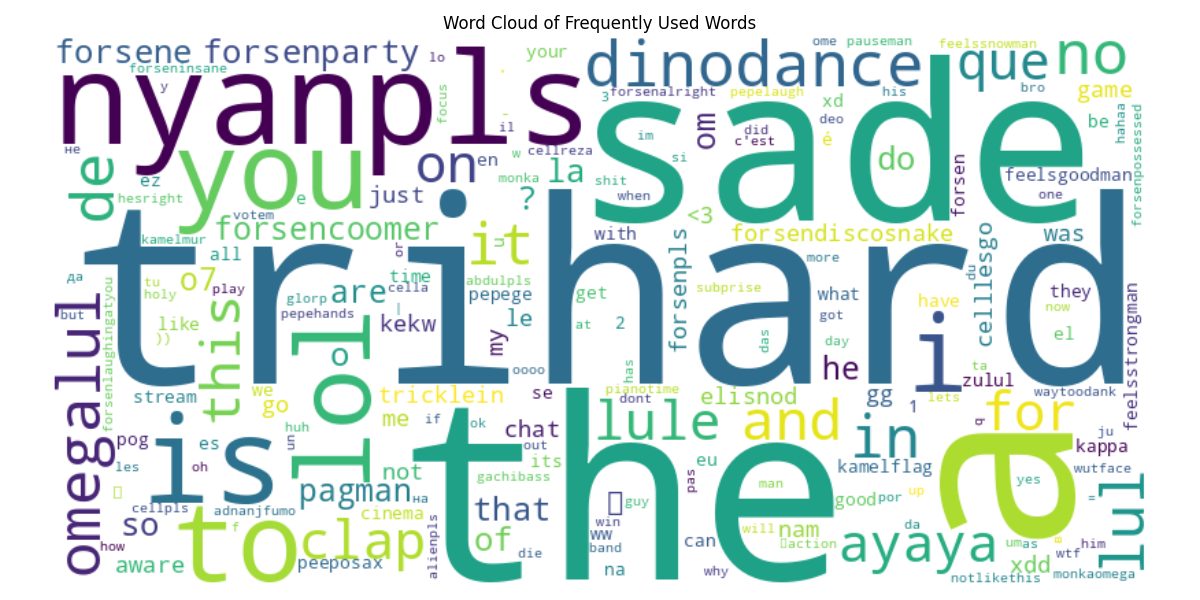 Word Cloud of Frequently Used Words
forsene forsenparty lo your ome pauseman feelssnowman
forseninsane . dinodance que no
nyanpls sade
y focus 3 forsenalright pepelaugh his bro game
- xd
il om did c'est deo é be hahaa
не en w cellreza im si do forsen forsenpossessed
you on la
de ez monka shit feelsgoodman
hesright e just ? when one
votem <3
forsencoomer it u with forsendiscosnake was
kamelmur or all more
да tu holy o7 time abdulpls forsenpls du celllesgo
play cella subprise they
glorp are pepege get what have now
but pepehands | le got
trihard
omegalul forsenlaughingatyou like )) this o kekw my at 2 das day el feelsstrongman
i
oooo has he ta zulul
we se pianotime
stream go tricklein dont elisnod gg lets waytoodank
lol is the a
me if ok lule and 1 q for
huh un chat in ju
pog es out kappa
les oh not its eu kamelflag wutface
gachibass pas man yes
на guy =
cellpls adnanjfumo pagman that win good por up lul
so f cinema ww will nam da
to clap of band action ayaya umas в him
how die can wtf
aware peeposax alienpls na why xdd monkaomega
notlikethis